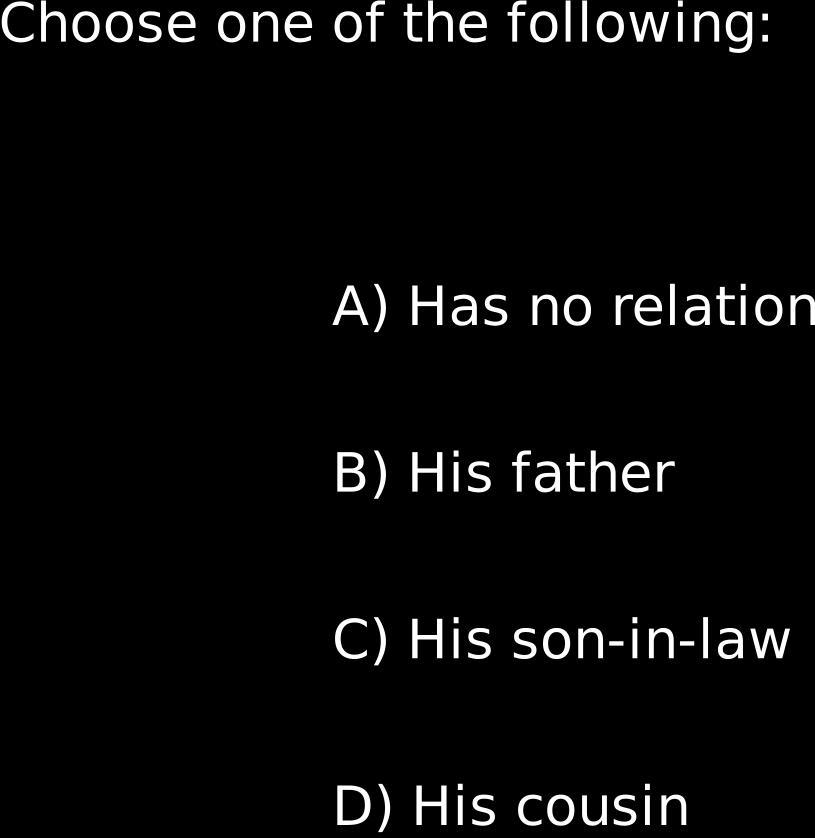 Choose one of the following:
A) Has no relation
B) His father
C) His son-in-law
D) His cousin